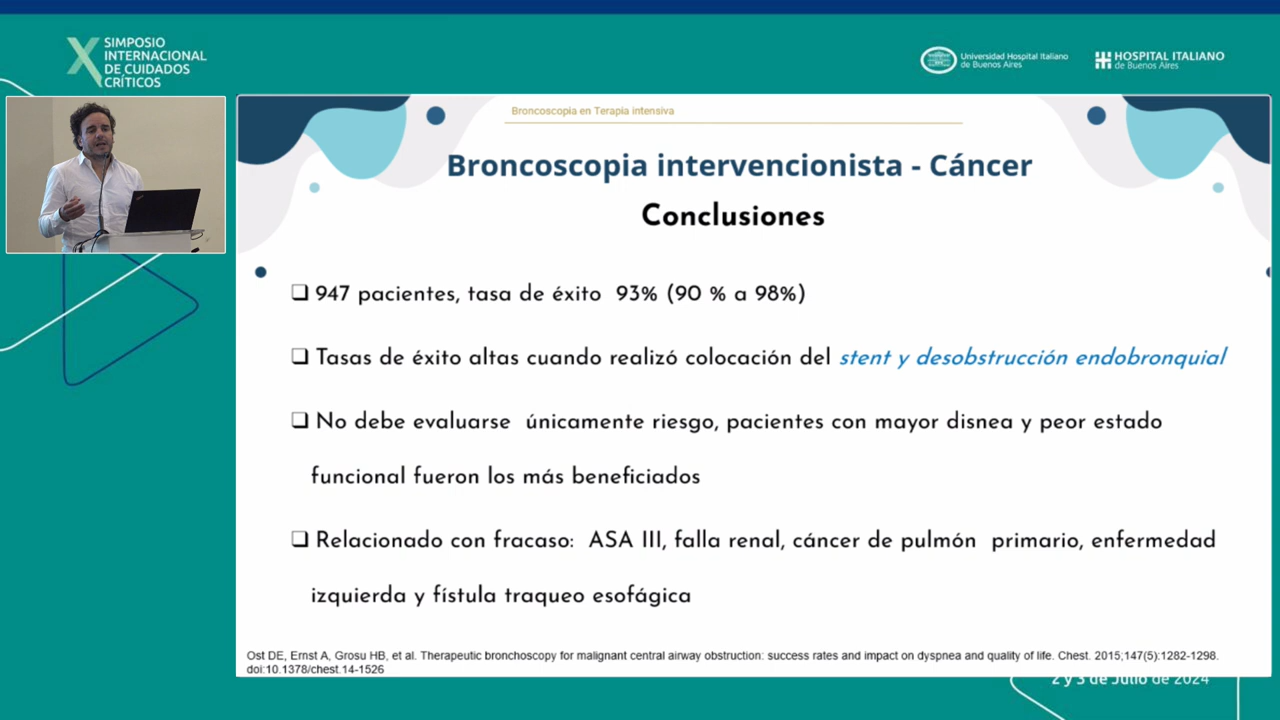 SIMPOSIO
INTERNACIONAL
DE CUIDADOS
CRÍTICOS
Universidad Hospital Italiano
de Buenos Aires
HOSPITAL ITALIANO
de Buenos Aires
Broncoscopia en Terapia intensiva
Broncoscopia intervencionista - Cáncer
Conclusiones
❑ 947 pacientes, tasa de éxito 93% (90 % a 98%)
❑ Tasas de éxito altas cuando realizó colocación del stent y desobstrucción endobronquial
❑ No debe evaluarse únicamente riesgo, pacientes con mayor disnea y peor estado
funcional fueron los más beneficiados
❑ Relacionado con fracaso: ASA III, falla renal, cáncer de pulmón primario, enfermedad
izquierda y fístula traqueo esofágica
Ost DE, Ernst A, Grosu HB, et al. Therapeutic bronchoscopy for malignant central airway obstruction: success rates and impact on dyspnea and quality of life. Chest. 2015;147(5):1282-1298.
doi:10.1378/chest.14-1526
2 y 3 de Julio de 2024